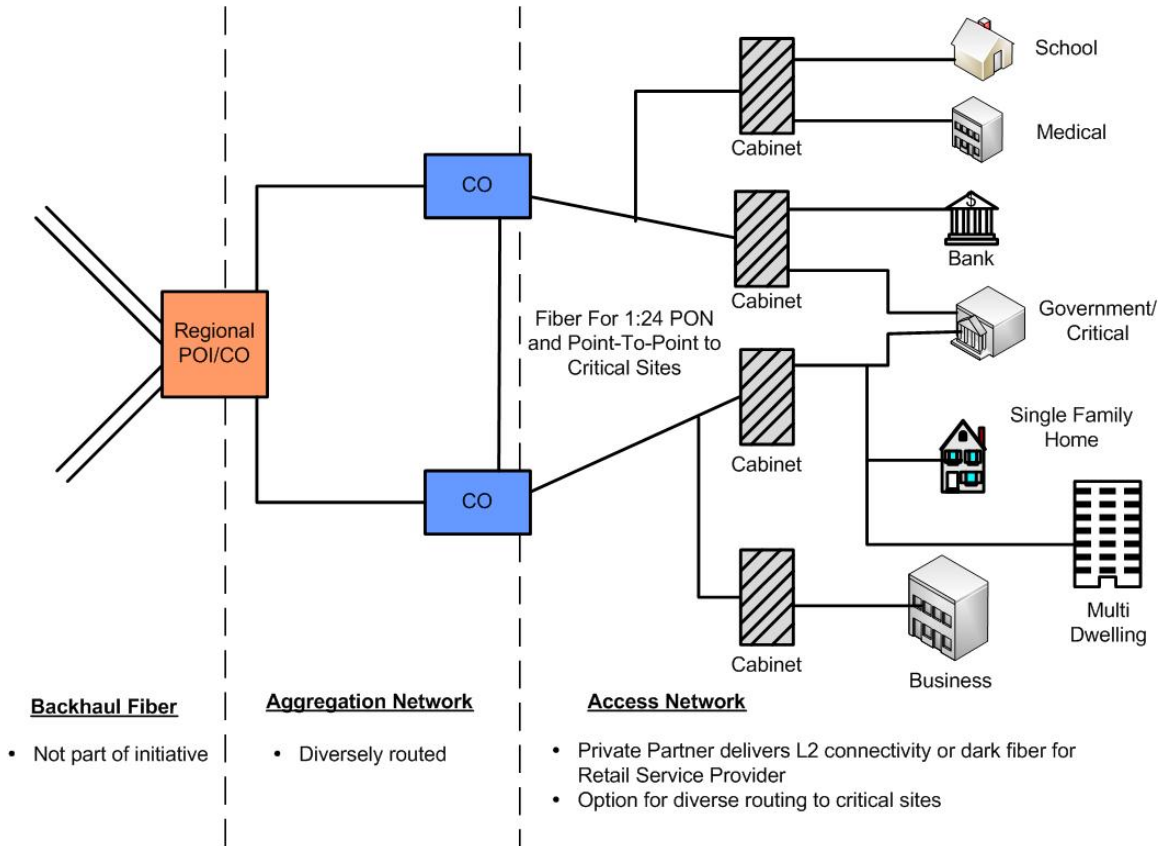 School
Medical
Cabinet
CO
Bank
Cabinet
Regional
POI/CO
Fiber For 1:24 PON
and Point-To-Point to
Critical Sites
Government/
Critical
Single Family
Home
Cabinet
CO
Multi
Dwelling
Cabinet
Business
Backhaul Fiber
• Not part of initiative
Aggregation Network
• Diversely routed
Access Network
• Private Partner delivers L2 connectivity or dark fiber for
Retail Service Provider
• Option for diverse routing to critical sites
$